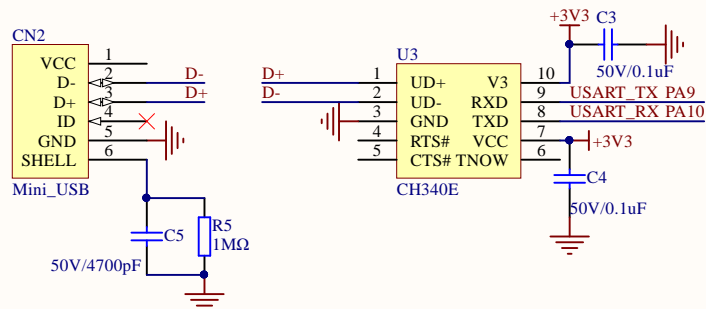 CN2
VCC 1
D- 2
D+ 3
ID 4
GND 5
SHELL 6
Mini_USB
D-
D+
C5
50V/4700pF
R5
1MΩ
D+
D-
U3
1 UD+ V3 10
2 UD- RXD 9
3 GND TXD 8
4 RTS# VCC 7
5 CTS# TNOW 6
CH340E
+3V3
C3
50V/0.1uF
USART_TX PA9
USART_RX PA10
+3V3
C4
50V/0.1uF